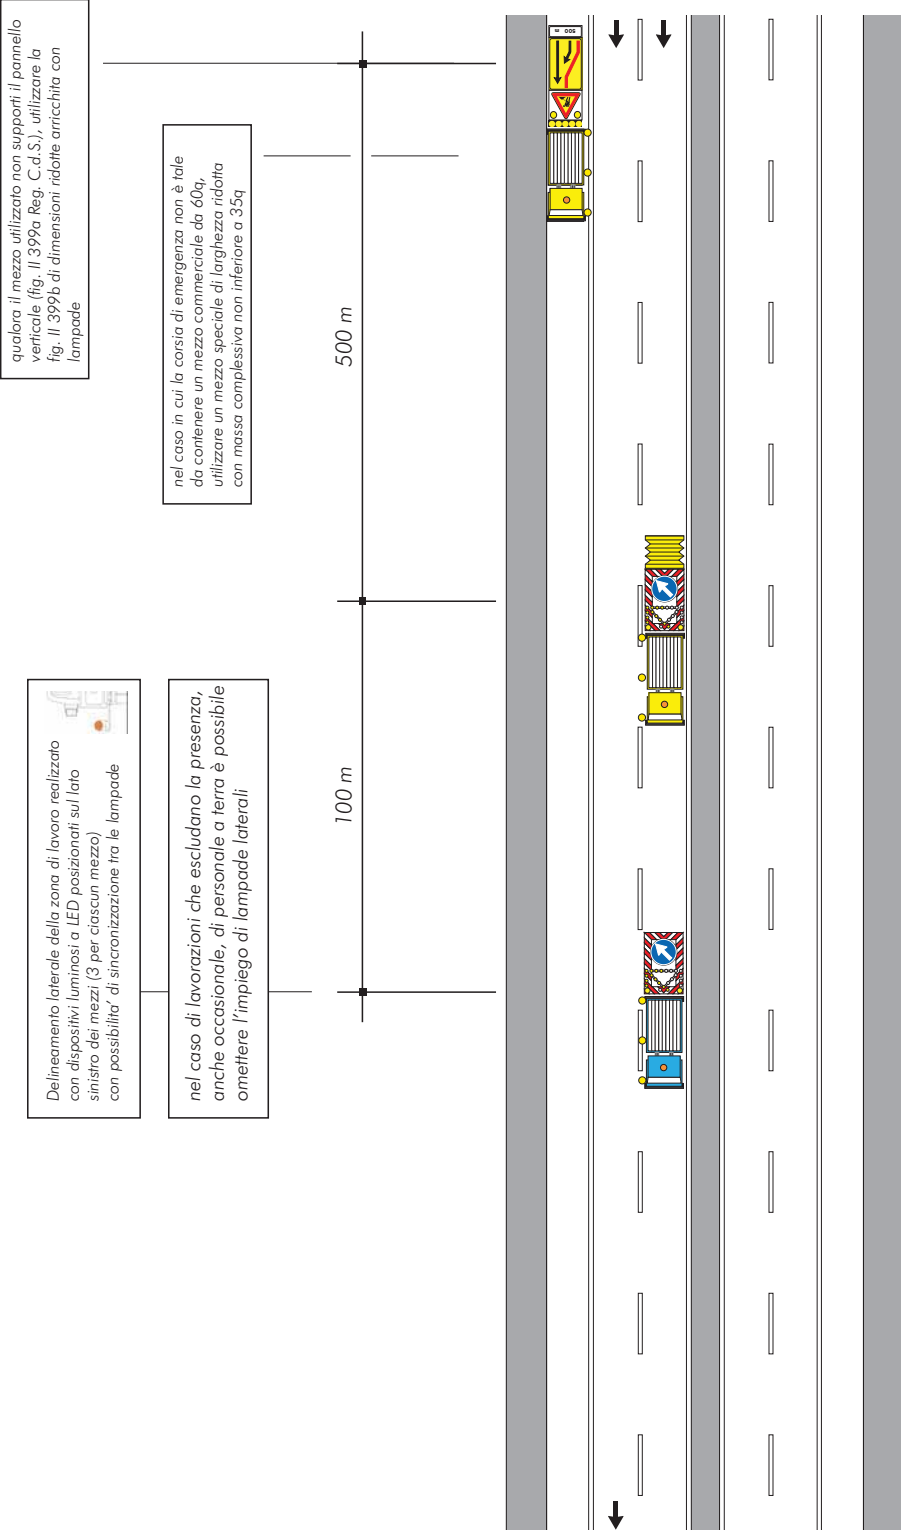 qualora il mezzo utilizzato non supporti il pannello
verticale (fig. II 399a Reg. C.d.S.), utilizzare la
fig. II 399b di dimensioni ridotte arricchita con
lampade
nel caso in cui la corsia di emergenza non è tale
da contenere un mezzo commerciale da 60q,
utilizzare un mezzo speciale di larghezza ridotta
con massa complessiva non inferiore a 35q
500 m
100 m
Delineamento laterale della zona di lavoro realizzato
con dispositivi luminosi a LED posizionati sul lato
sinistro dei mezzi (3 per ciascun mezzo)
con possibilita' di sincronizzazione tra le lampade
nel caso di lavorazioni che escludano la presenza,
anche occasionale, di personale a terra è possibile
omettere l'impiego di lampade laterali
500 m